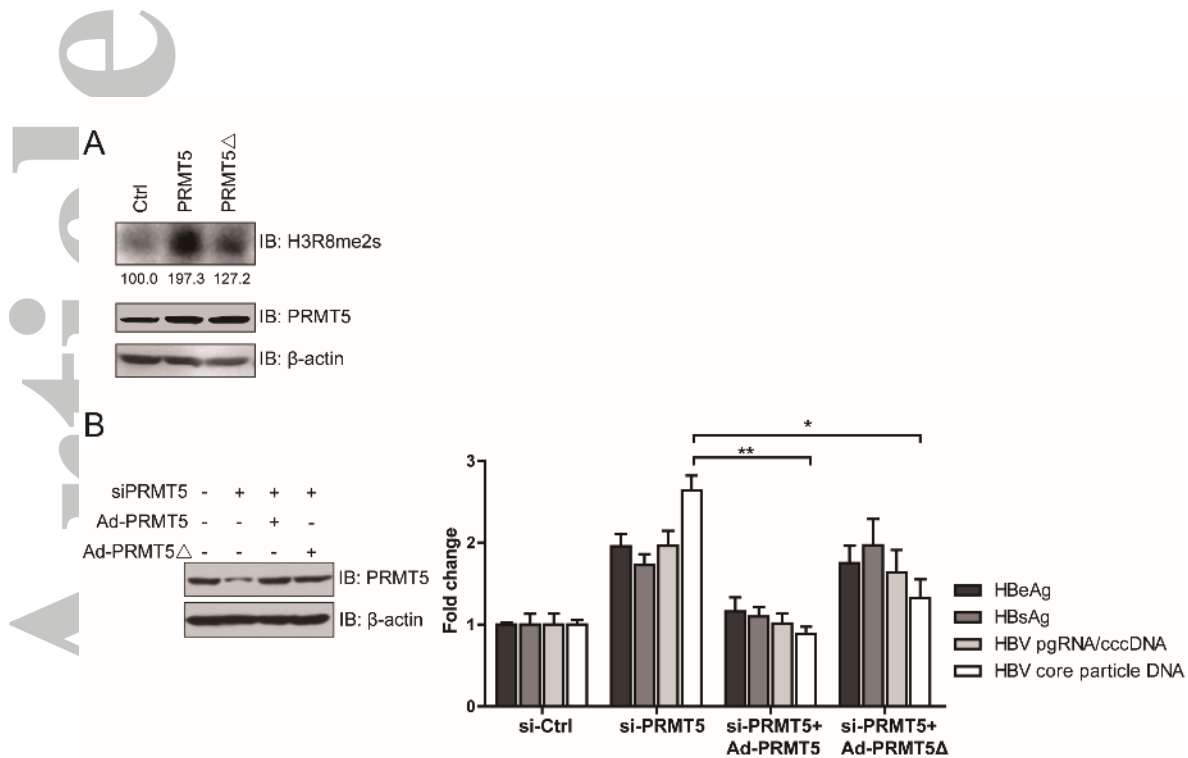 A
Ctrl
PRMT5
PRMT5△
IB: H3R8me2s
100.0 197.3 127.2
IB: PRMT5
IB: β-actin
B
siPRMT5 - + + +
Ad-PRMT5 - - + -
Ad-PRMT5△ - - - +
IB: PRMT5
IB: β-actin
*
**
3
2
1
0
Fold change
HBeAg
HBsAg
HBV pgRNA/cccDNA
HBV core particle DNA
si-Ctrl
si-PRMT5
si-PRMT5+
Ad-PRMT5
si-PRMT5+
Ad-PRMT5Δ